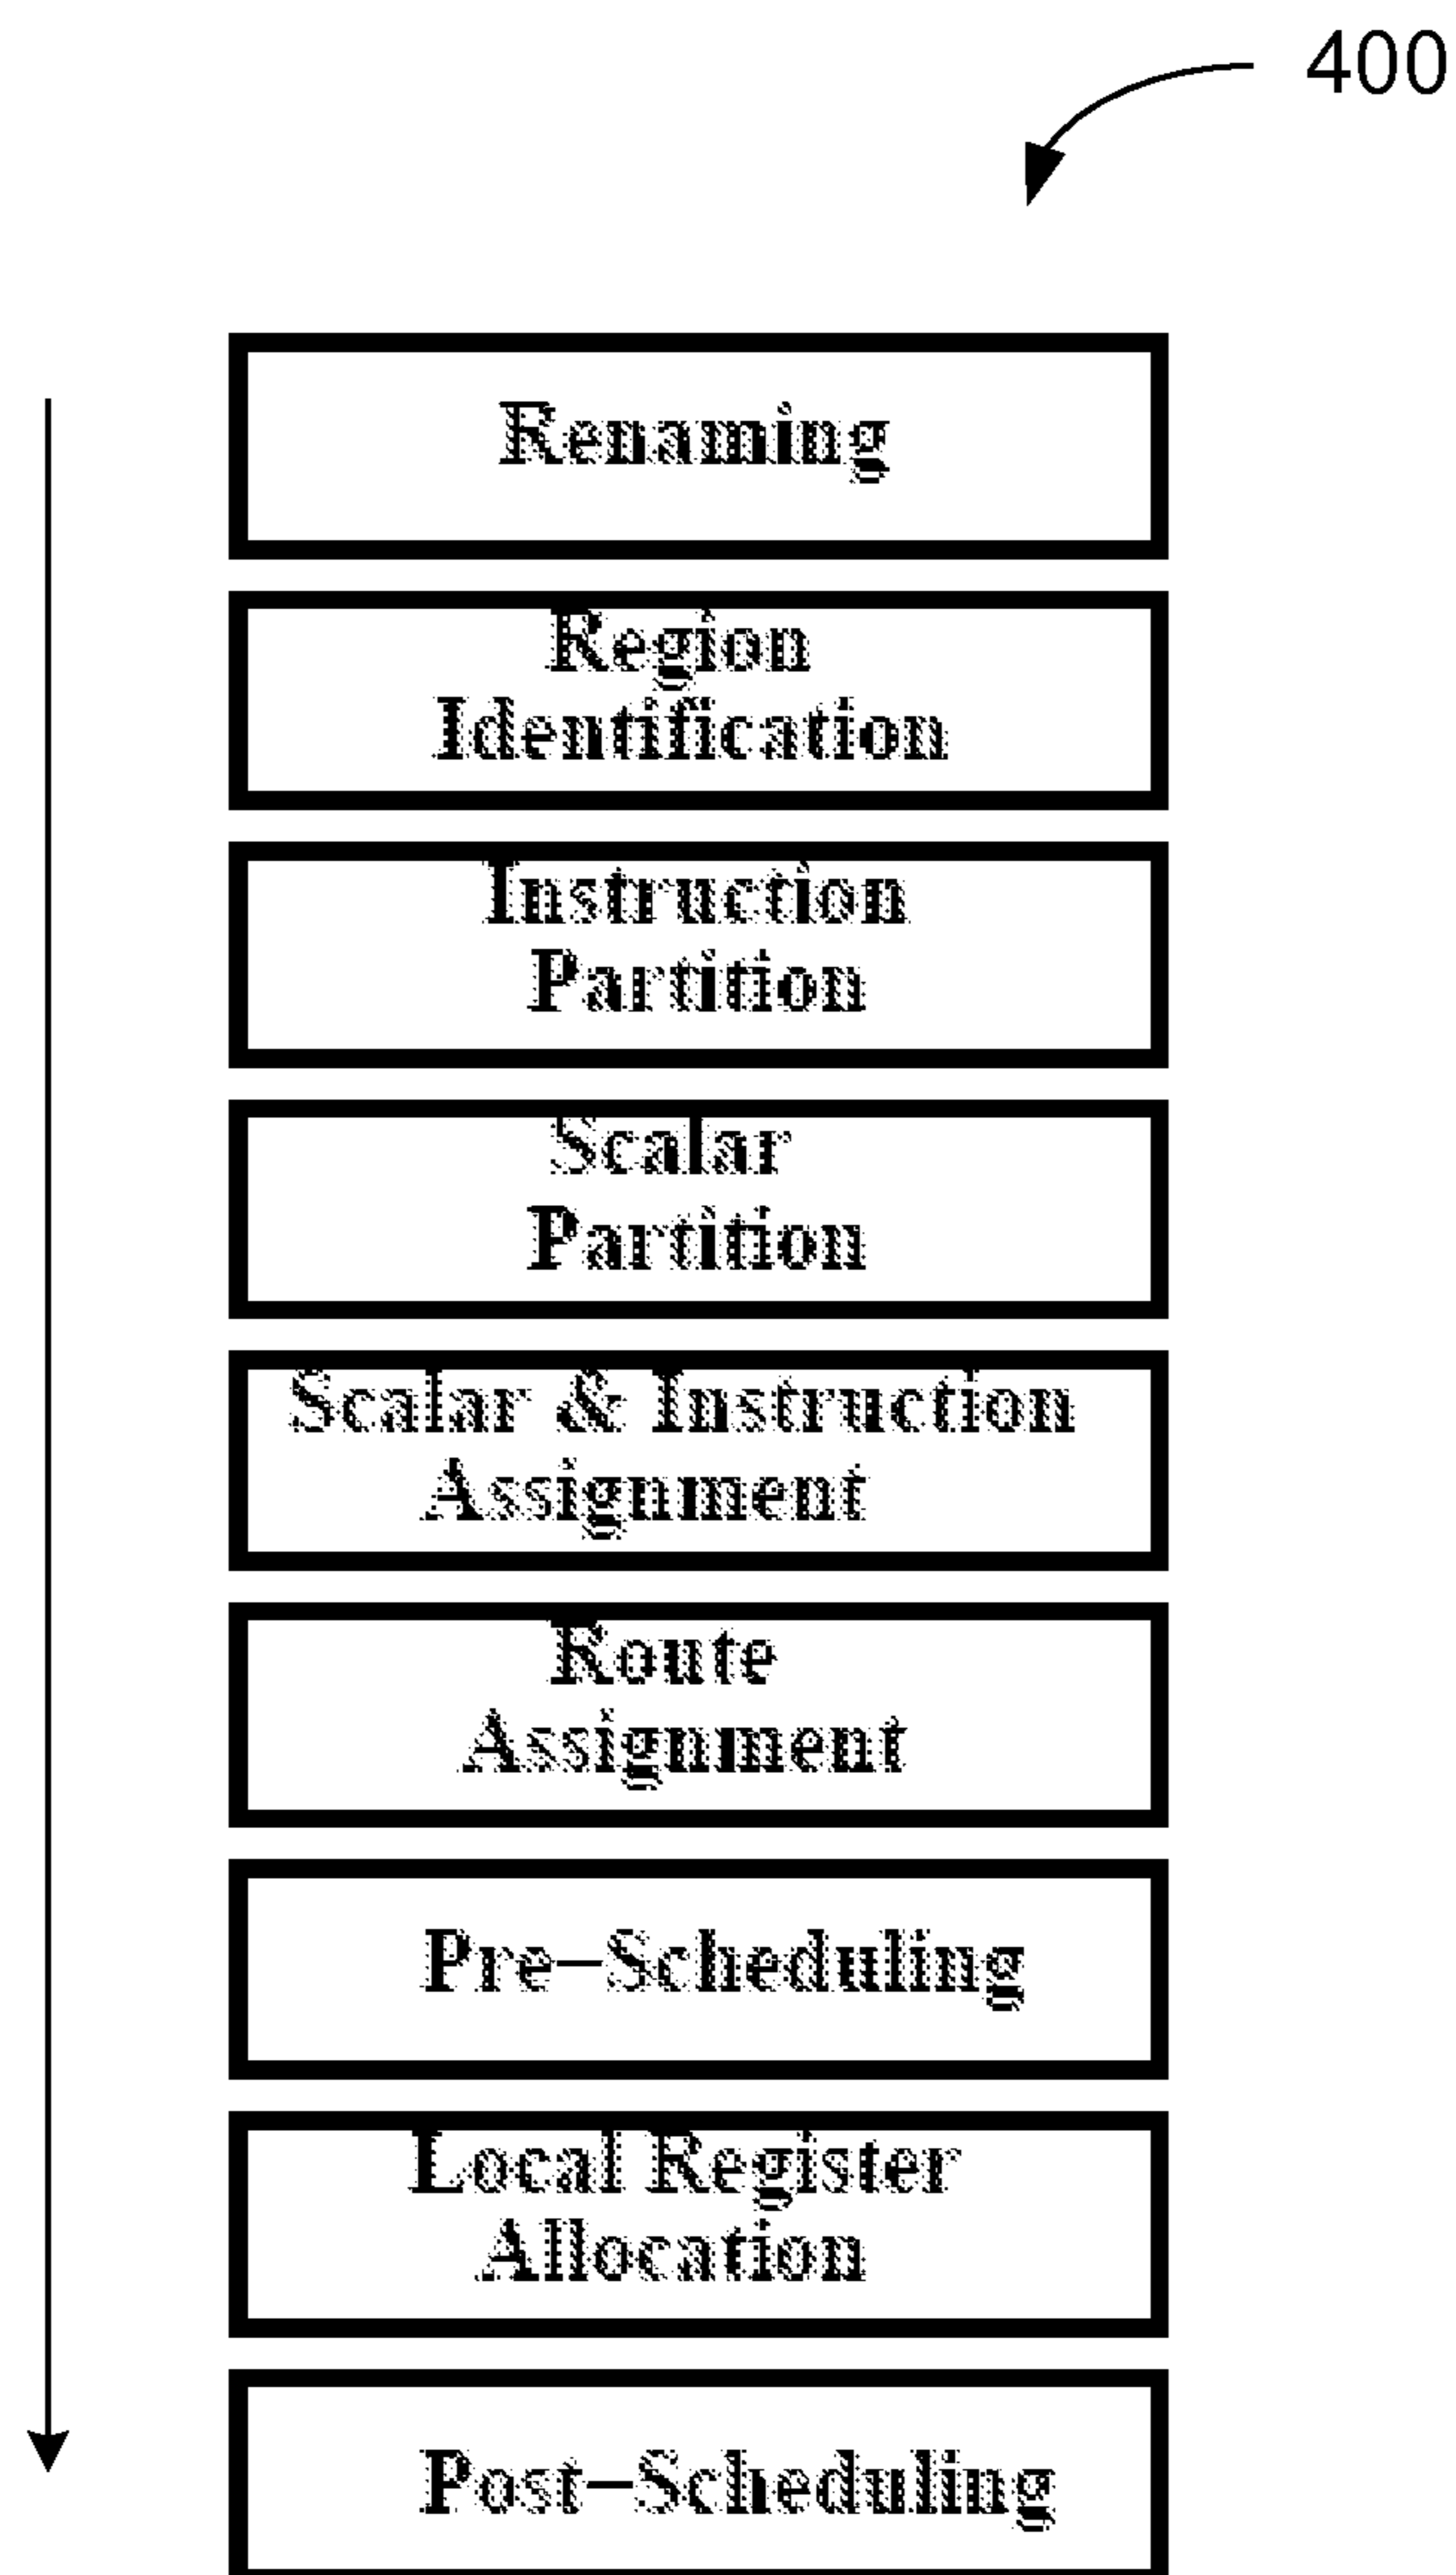 400
Renaming
Region
Identification
Instruction
Partition
Scalar
Partition
Scalar & Instruction
Assignment
Route
Assignment
Pre–Scheduling
Local Register
Allocation
Post–Scheduling